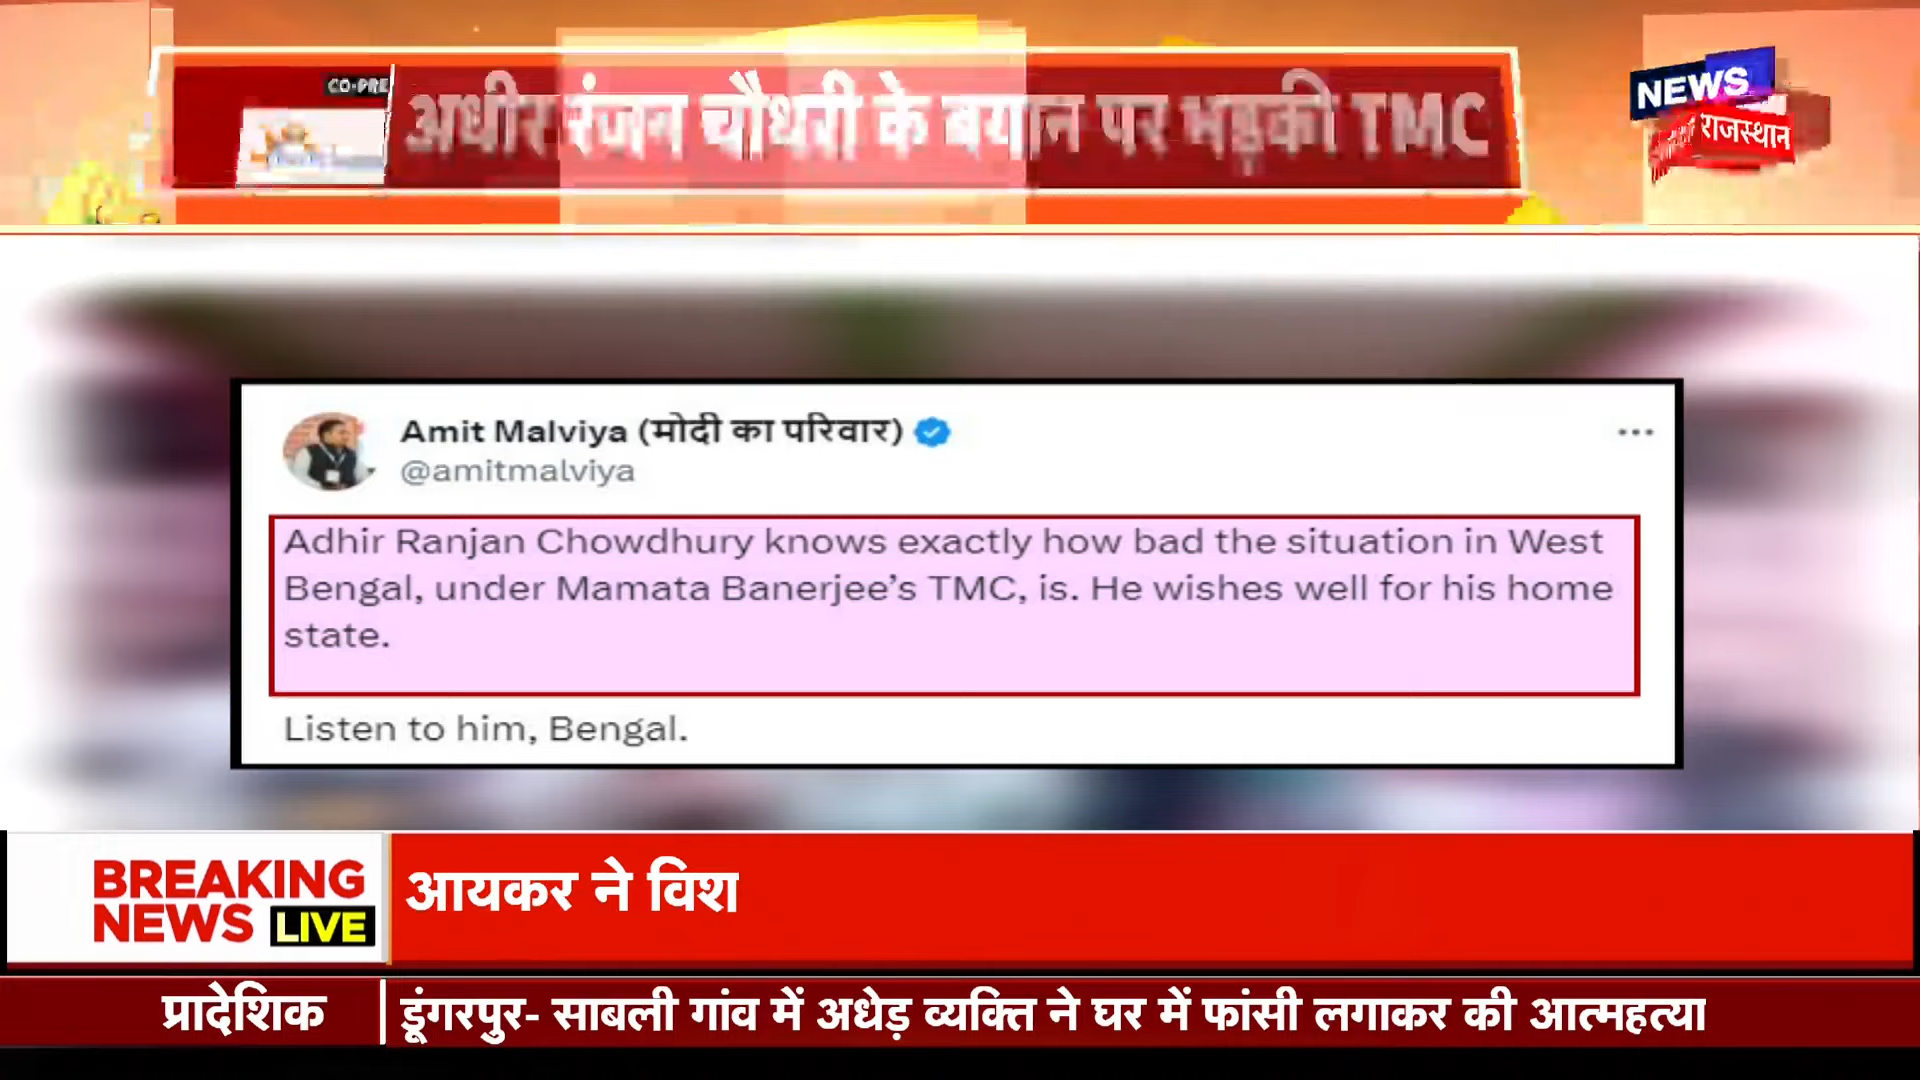 CO-PRE
अधीर रंजन चौधरी के बयान पर भड़की TMC
NEWS
राजस्थान
Amit Malviya (मोदी का परिवार)
@amitmalviya
Adhir Ranjan Chowdhury knows exactly how bad the situation in West
Bengal, under Mamata Banerjee’s TMC, is. He wishes well for his home
state.
Listen to him, Bengal.
BREAKING
NEWS LIVE
आयकर ने विश
प्रादेशिक
डूंगरपुर- साबली गांव में अधेड़ व्यक्ति ने घर में फांसी लगाकर की आत्महत्या